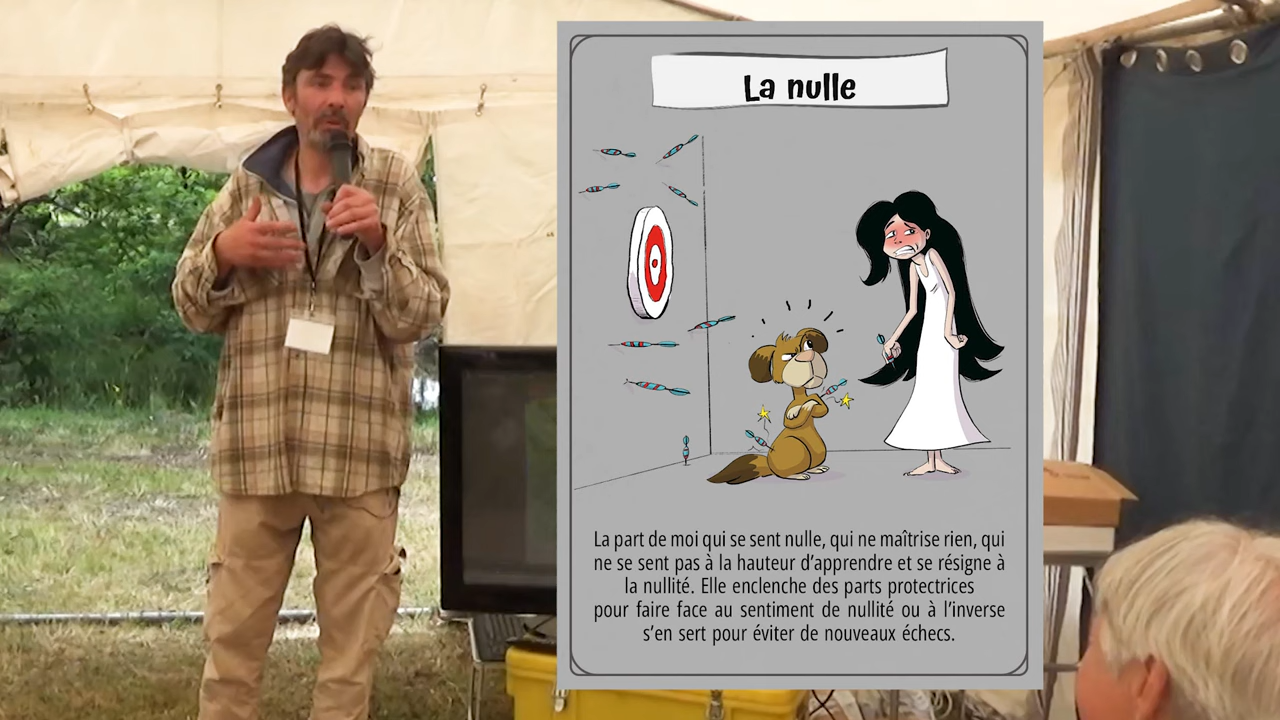 La nulle
La part de moi qui se sent nulle, qui ne maîtrise rien, qui
ne se sent pas à la hauteur d'apprendre et se résigne à
la nullité. Elle enclenche des parts protectrices
pour faire face au sentiment de nullité ou à l'inverse
s'en sert pour éviter de nouveaux échecs.